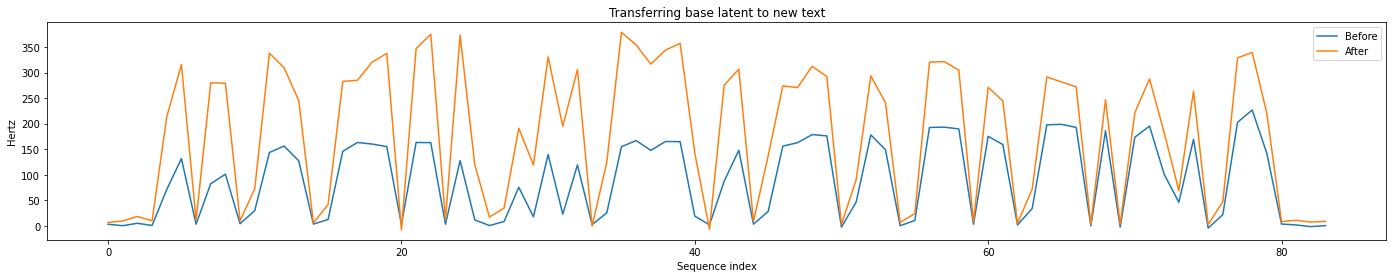 Transferring base latent to new text
Before
After
Hertz
350
300
250
200
150
100
50
0
0
20
40
60
80
Sequence index